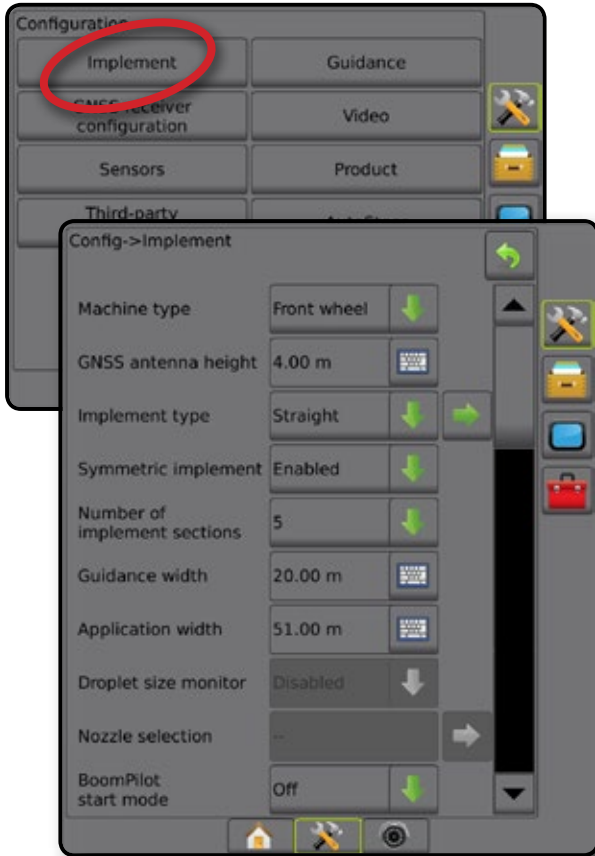 Configuration
Implement
Guidance
GNSS receiver
configuration
Video
Sensors
Product
Third-party
Config->Implement
Machine type
Front wheel
GNSS antenna height
4.00 m
Implement type
Straight
Symmetric implement
Enabled
Number of
implement sections
5
Guidance width
20.00 m
Application width
51.00 m
Droplet size monitor
Disabled
Nozzle selection
--
BoomPilot
start mode
Off